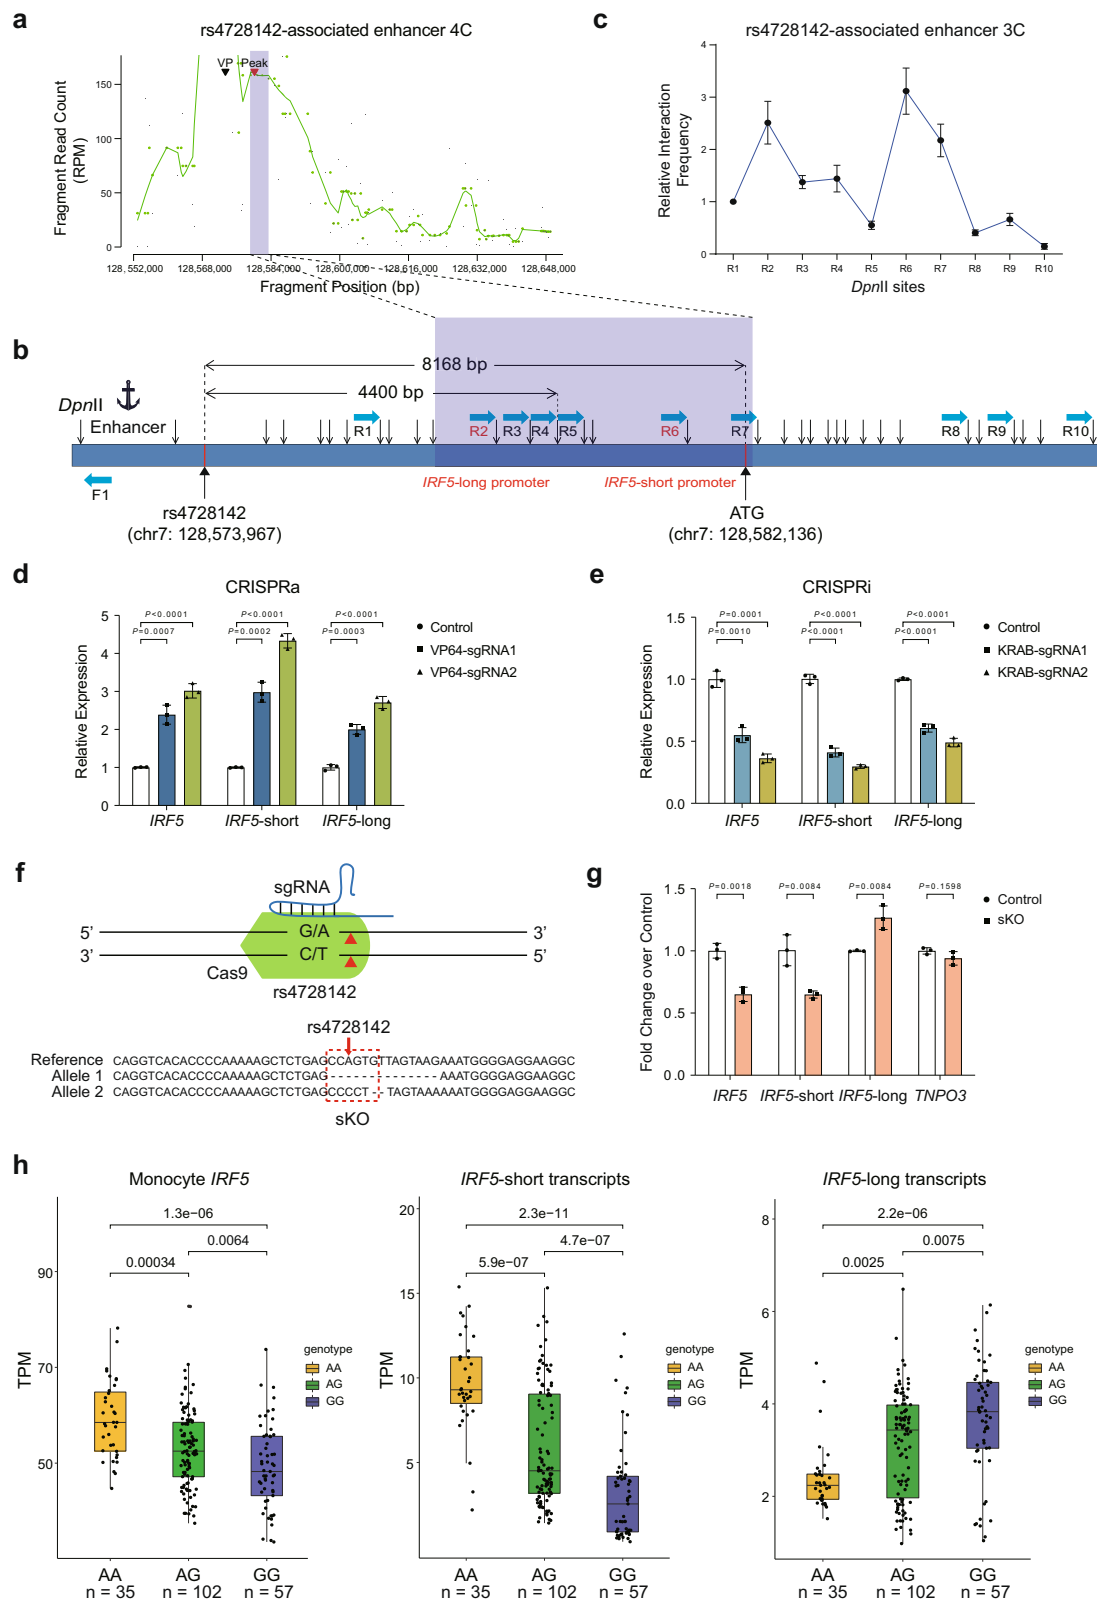 a
rs4728142-associated enhancer 4C
VP Peak
Fragment Read Count
(RPM)
150
100
50
0
128,552,000 128,568,000 128,584,000 128,600,000 128,616,000 128,632,000 128,648,000
Fragment Position (bp)
c
rs4728142-associated enhancer 3C
Relative Interaction
Frequency
4
3
2
1
0
R1 R2 R3 R4 R5 R6 R7 R8 R9 R10
DpnII sites
b
8168 bp
4400 bp
DpnII
Enhancer
R1 R2 R3 R4 R5 R6 R7 R8 R9 R10
F1
IRF5-long promoter
IRF5-short promoter
rs4728142
(chr7: 128,573,967)
ATG
(chr7: 128,582,136)
d
CRISPRa
Relative Expression
5
4
3
2
1
0
P<0.0001 P<0.0001 P<0.0001
P=0.0007 P=0.0002 P=0.0003
Control
VP64-sgRNA1
VP64-sgRNA2
IRF5 IRF5-short IRF5-long
e
CRISPRi
Relative Expression
1.5
1.0
0.5
0.0
P=0.0001 P<0.0001 P<0.0001
P=0.0010 P<0.0001 P<0.0001
Control
KRAB-sgRNA1
KRAB-sgRNA2
IRF5 IRF5-short IRF5-long
f
sgRNA
5' G/A 3'
3' C/T 5'
Cas9
rs4728142
rs4728142
Reference CAGGTCACACCCCAAAAAGCTCTGAGCCAGTGTTAGTAAGAAATGGGGAGGAAGGC
Allele 1 CAGGTCACACCCCAAAAAGCTCTGAG- - - - - - - - - - - - - -AAATGGGGAGGAAGGC
Allele 2 CAGGTCACACCCCAAAAAGCTCTGAGCCCCT - - TAGTAAAAAATGGGGAGGAAGGC
sKO
g
Fold Change over Control
1.5
1.0
0.5
0.0
P=0.0018 P=0.0084 P=0.0084 P=0.1598
Control
sKO
IRF5 IRF5-short IRF5-long TNPO3
h
Monocyte IRF5
TPM
90
70
50
1.3e−06
0.0064
0.00034
genotype
AA
AG
GG
AA AG GG
n = 35 n = 102 n = 57
IRF5-short transcripts
TPM
20
15
10
5
2.3e−11
4.7e−07
5.9e−07
genotype
AA
AG
GG
AA AG GG
n = 35 n = 102 n = 57
IRF5-long transcripts
TPM
8
6
4
2
2.2e−06
0.0075
0.0025
genotype
AA
AG
GG
AA AG GG
n = 35 n = 102 n = 57